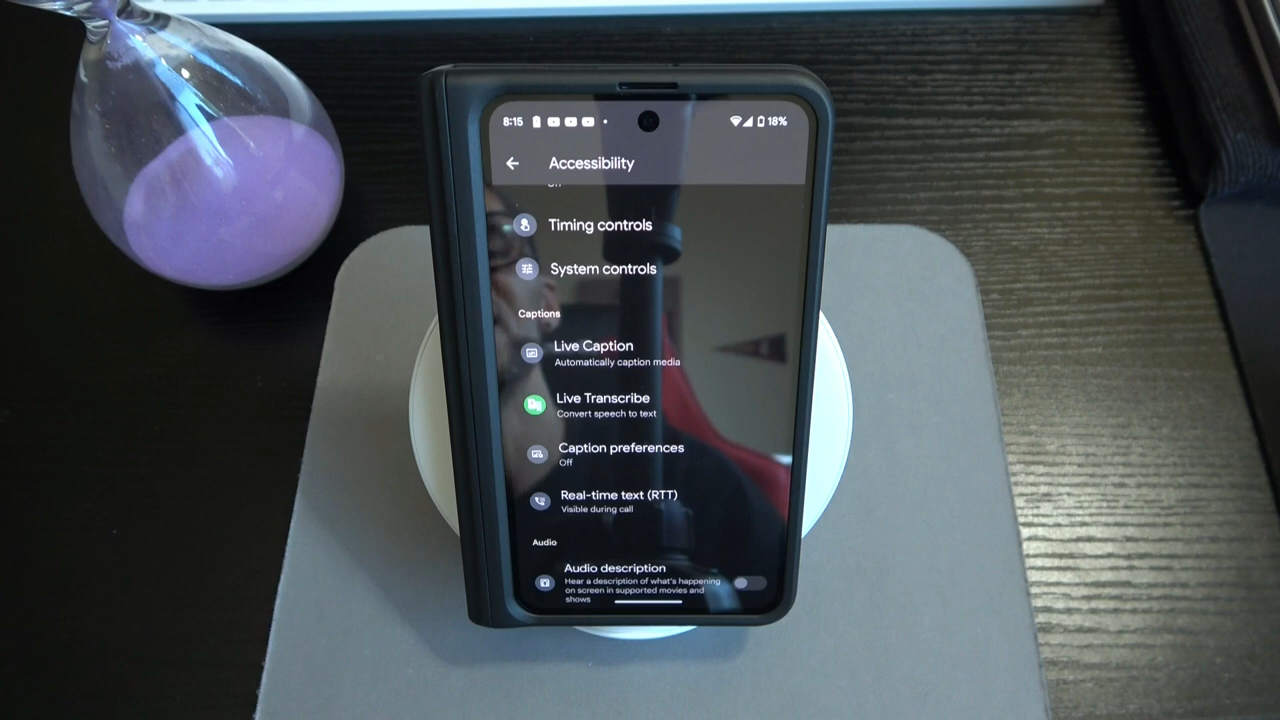 8:15 18%
Accessibility
Timing controls
System controls
Captions
Live Caption
Automatically caption media
Live Transcribe
Convert speech to text
Caption preferences
Off
Real-time text (RTT)
Visible during call
Audio
Audio description
Hear a description of what's happening
on screen in supported movies and
shows